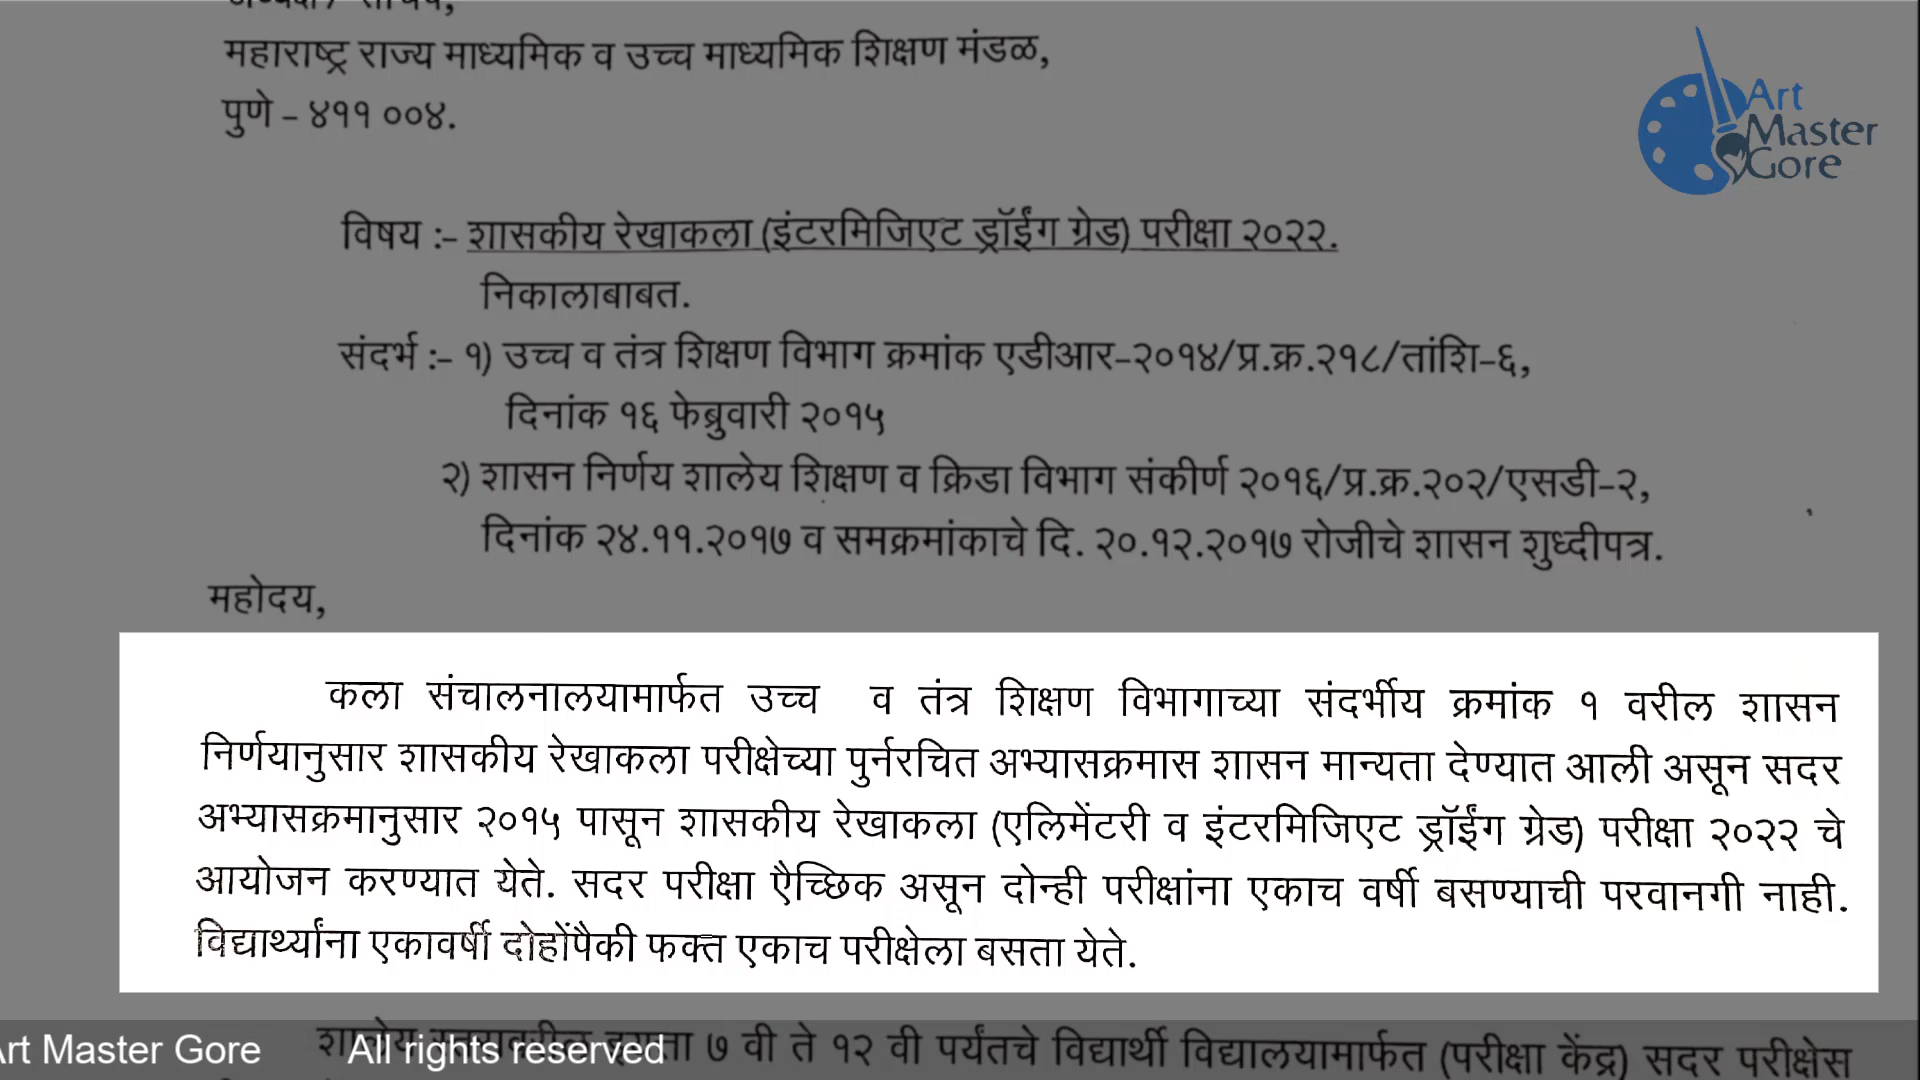 महाराष्ट्र राज्य माध्यमिक व उच्च माध्यमिक शिक्षण मंडळ,
पुणे – ४११ ००४.
Art
Master
Gore
विषय :– शासकीय रेखाकला (इंटरमिजिएट ड्रॉईंग ग्रेड) परीक्षा २०२२.
निकालाबाबत.
संदर्भ :– १) उच्च व तंत्र शिक्षण विभाग क्रमांक एडीआर–२०१४/प्र.क्र.२१८/तांशि–६,
दिनांक १६ फेब्रुवारी २०१५
२) शासन निर्णय शालेय शिक्षण व क्रिडा विभाग संकीर्ण २०१६/प्र.क्र.२०२/एसडी–२,
दिनांक २४.११.२०१७ व समक्रमांकाचे दि. २०.१२.२०१७ रोजीचे शासन शुध्दीपत्र.
महोदय,
कला संचालनालयामार्फत उच्च व तंत्र शिक्षण विभागाच्या संदर्भीय क्रमांक १ वरील शासन
निर्णयानुसार शासकीय रेखाकला परीक्षेच्या पुर्नरचित अभ्यासक्रमास शासन मान्यता देण्यात आली असून सदर
अभ्यासक्रमानुसार २०१५ पासून शासकीय रेखाकला (एलिमेंटरी व इंटरमिजिएट ड्रॉईंग ग्रेड) परीक्षा २०२२ चे
आयोजन करण्यात येते. सदर परीक्षा ऐच्छिक असून दोन्ही परीक्षांना एकाच वर्षी बसण्याची परवानगी नाही.
विद्यार्थ्यांना एकावर्षी दोहोंपैकी फक्त एकाच परीक्षेला बसता येते.
शालेय ७ वी ते १२ वी पर्यंतचे विद्यार्थी विद्यालयामार्फत (परीक्षा केंद्र) सदर परीक्षेस
Art Master Gore All rights reserved